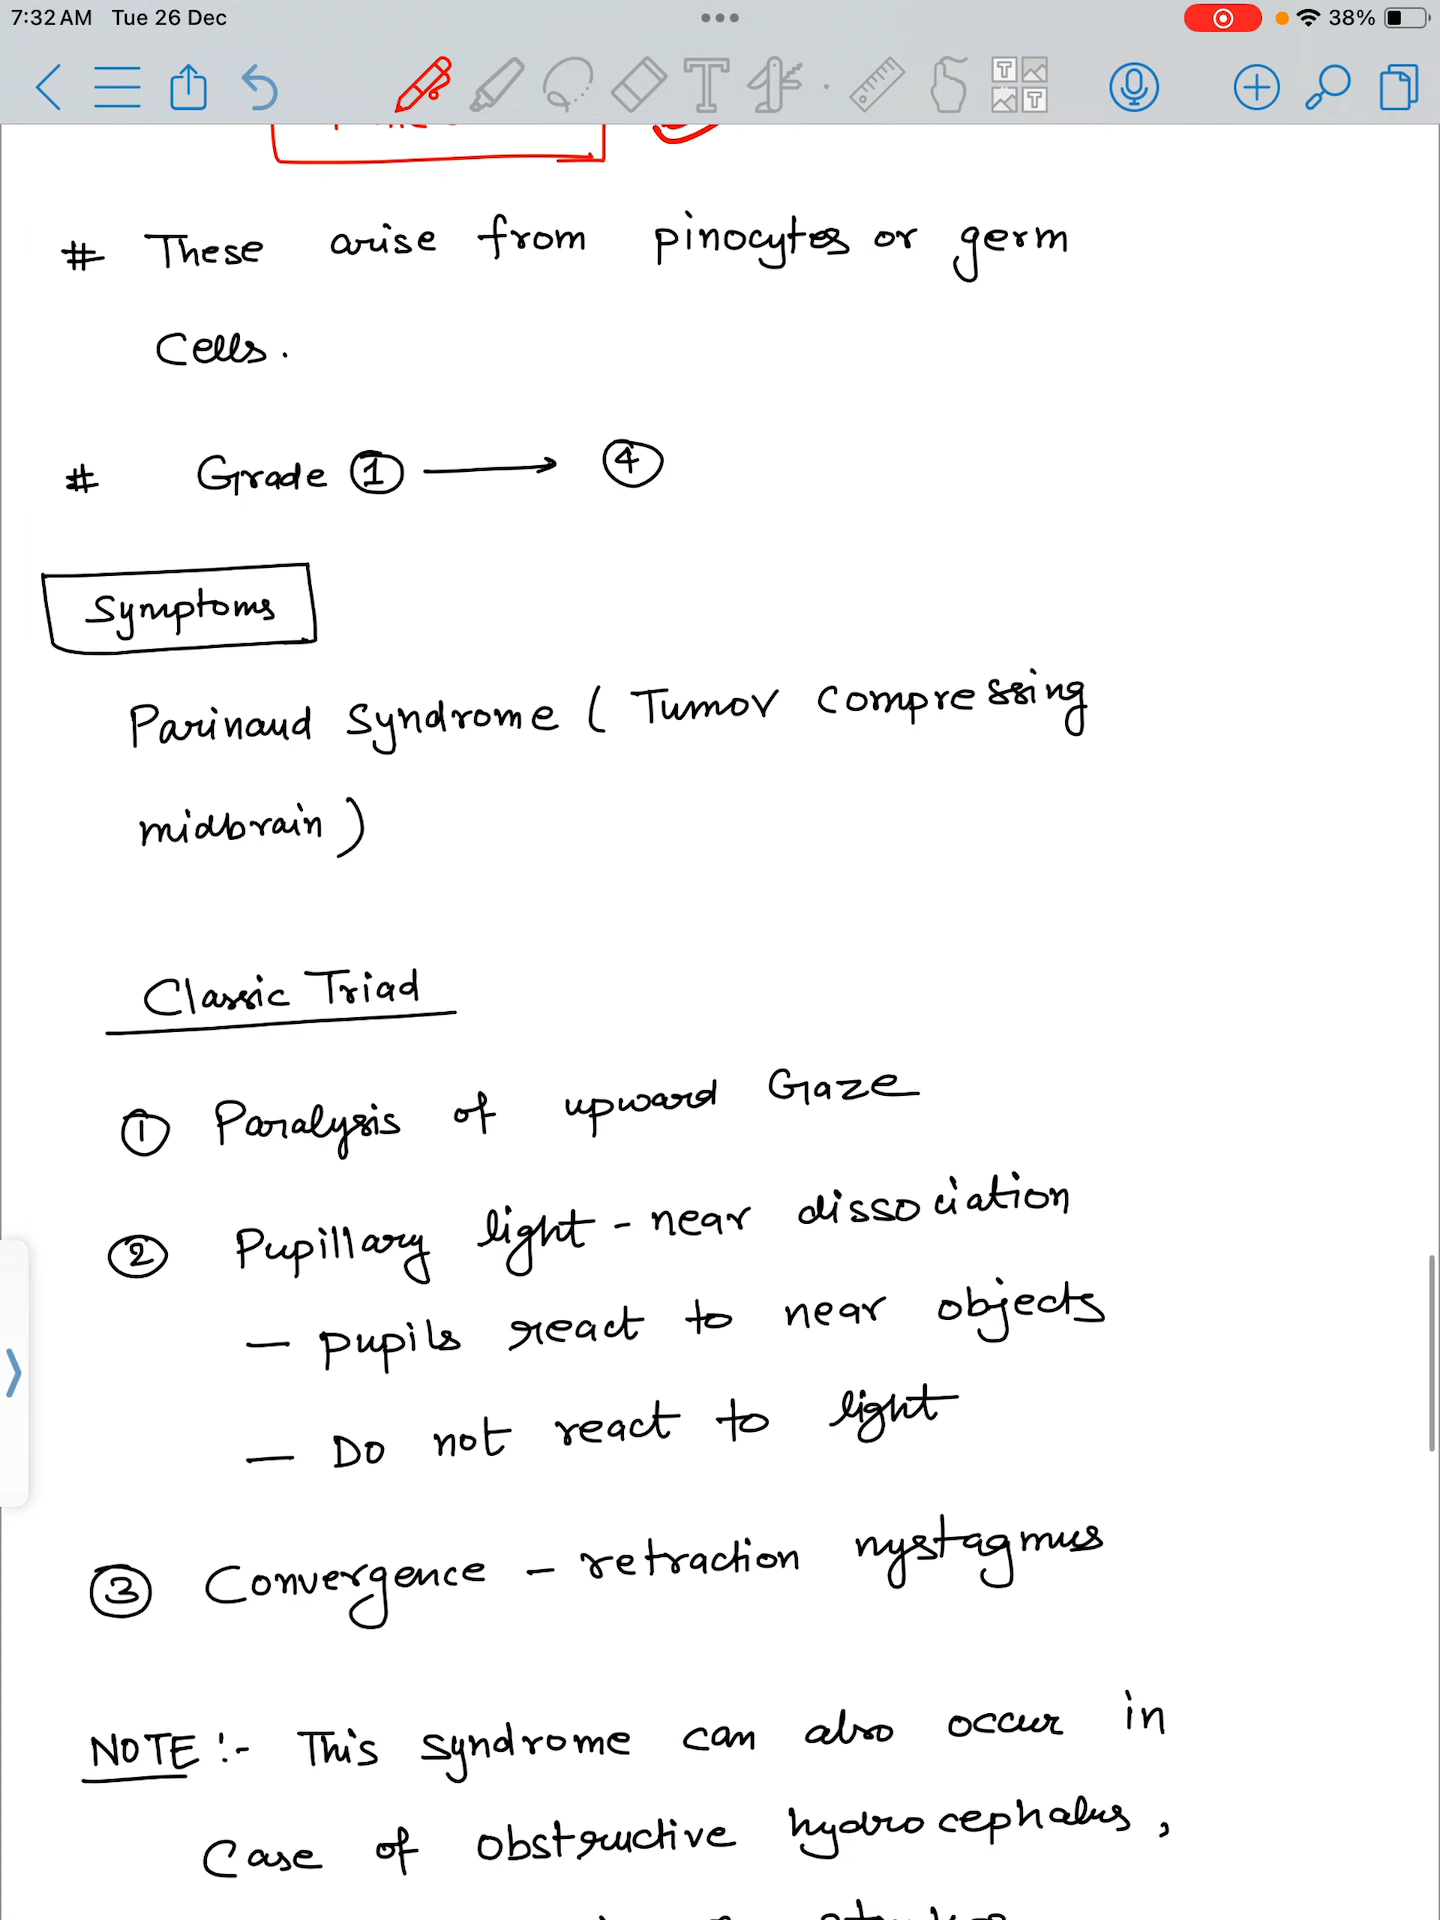 7:32 AM Tue 26 Dec
38%
# These arise from pinocytes or germ
Cells.
# Grade 1 → 4
Symptoms
Parinaud Syndrome ( Tumor Compressing
midbrain )
Classic Triad
① Paralysis of upward Gaze
② Pupillary light - near dissociation
— pupils react to near objects
— Do not react to light
③ Convergence - retraction nystagmus
NOTE :- This syndrome can also occur in
Case of obstructive hydrocephalus ,